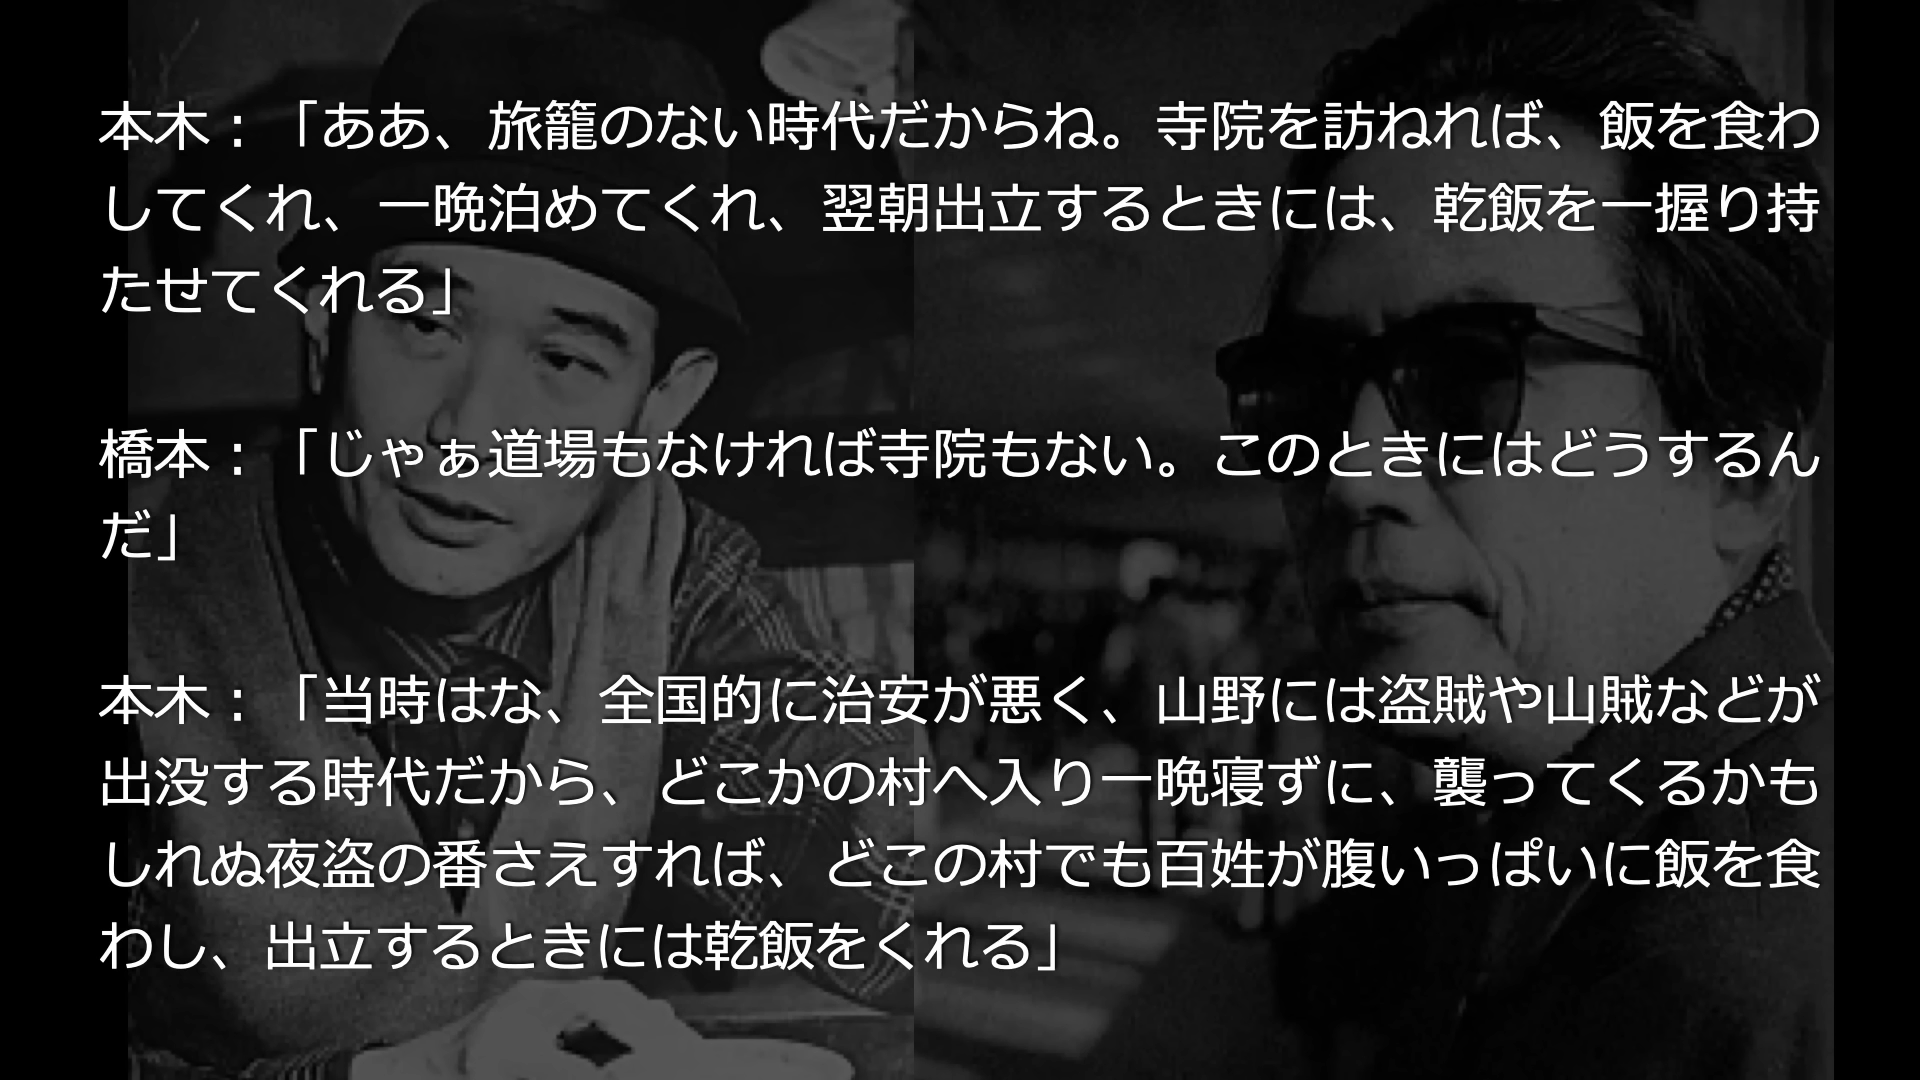 本木：「ああ、旅籠のない時代だからね。寺院を訪ねれば、飯を食わ
してくれ、一晩泊めてくれ、翌朝出立するときには、乾飯を一握り持
たせてくれる」
橋本：「じゃぁ道場もなければ寺院もない。このときにはどうするん
だ」
本木：「当時はな、全国的に治安が悪く、山野には盗賊や山賊などが
出没する時代だから、どこかの村へ入り一晩寝ずに、襲ってくるかも
しれぬ夜盗の番さえすれば、どこの村でも百姓が腹いっぱいに飯を食
わし、出立するときには乾飯をくれる」